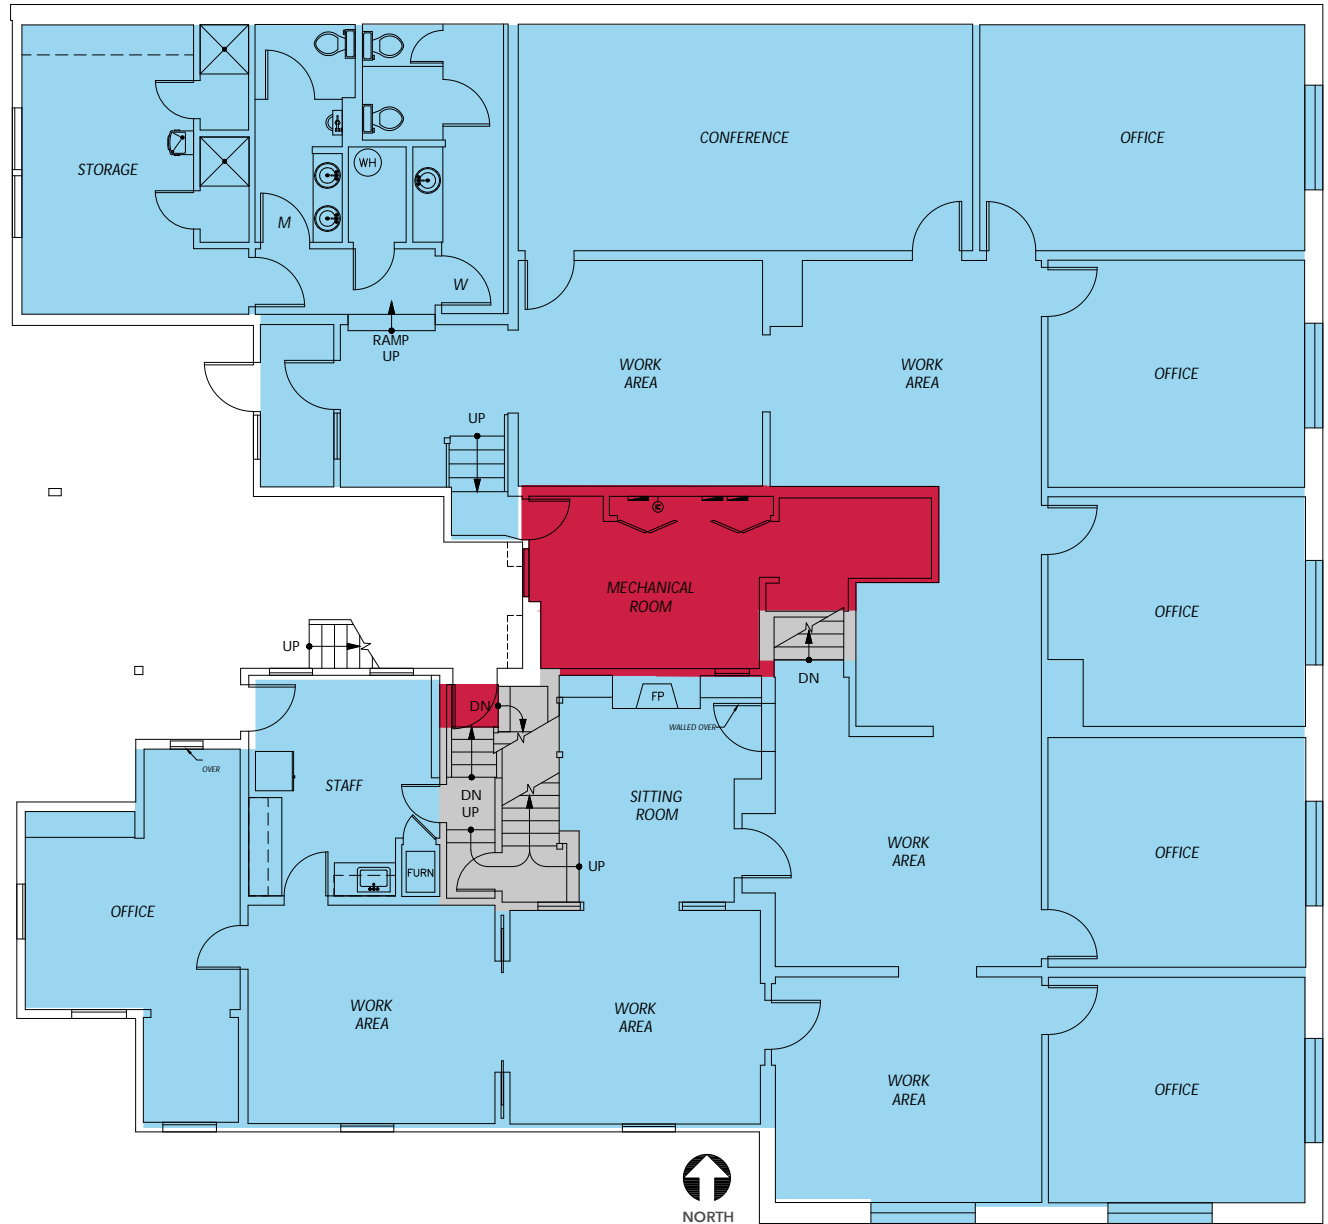 CONFERENCE
OFFICE
STORAGE
WH
M
W
RAMP
UP
WORK
AREA
WORK
AREA
OFFICE
UP
MECHANICAL
ROOM
OFFICE
UP
DN
FP
DN
WALLED OVER
OVER
STAFF
DN
UP
SITTING
ROOM
WORK
AREA
OFFICE
UP
FURN
OFFICE
WORK
AREA
WORK
AREA
WORK
AREA
OFFICE
NORTH